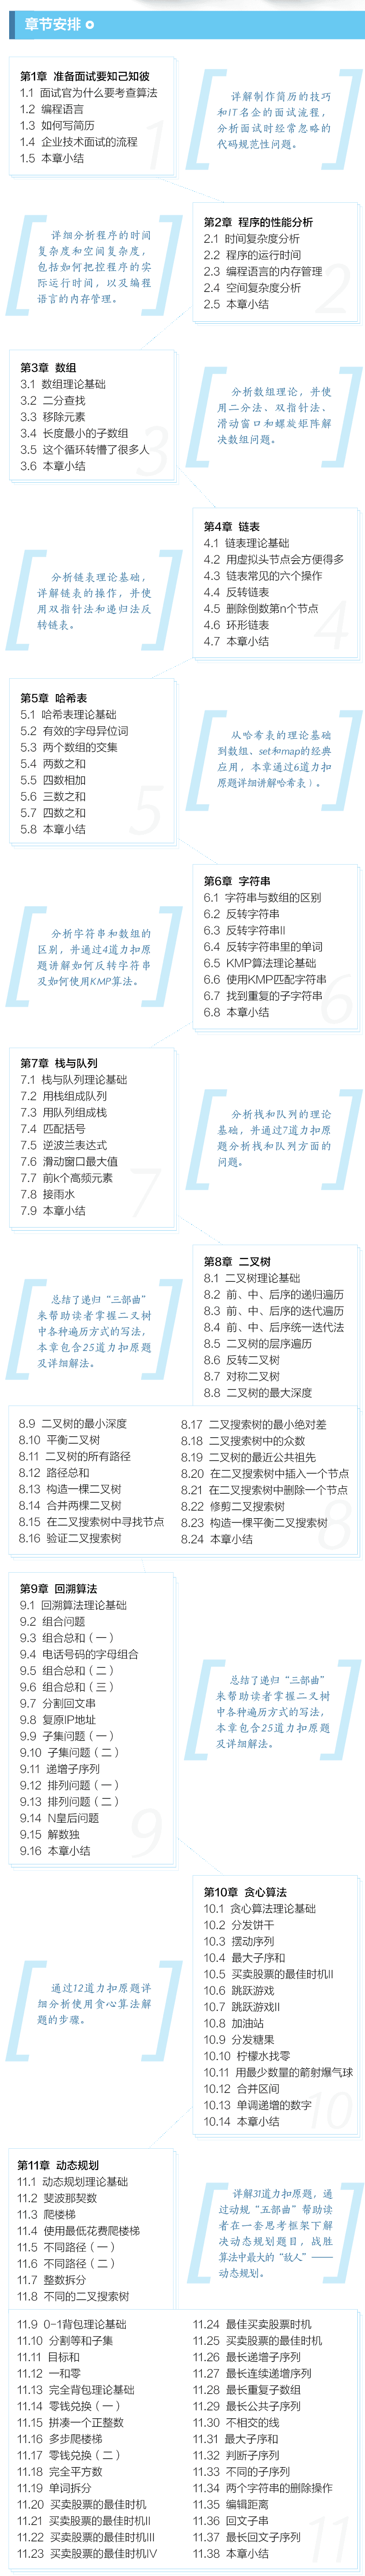 章节安排
第1章 准备面试要知己知彼
1.1 面试官为什么要考查算法
1.2 编程语言
1.3 如何写简历
1.4 企业技术面试的流程
1.5 本章小结
1
详解制作简历的技巧
和IT名企的面试流程，
分析面试时经常忽略的
代码规范性问题。
详细分析程序的时间
复杂度和空间复杂度，
包括如何把控程序的实
际运行时间，以及编程
语言的内存管理。
第2章 程序的性能分析
2.1 时间复杂度分析
2.2 程序的运行时间
2.3 编程语言的内存管理
2.4 空间复杂度分析
2.5 本章小结
2
第3章 数组
3.1 数组理论基础
3.2 二分查找
3.3 移除元素
3.4 长度最小的子数组
3.5 这个循环转懵了很多人
3.6 本章小结
3
分析数组理论，并使
用二分法、双指针法、
滑动窗口和螺旋矩阵解
决数组问题。
分析链表理论基础，
详解链表的操作，并使
用双指针法和递归法反
转链表。
第4章 链表
4.1 链表理论基础
4.2 用虚拟头节点会方便得多
4.3 链表常见的六个操作
4.4 反转链表
4.5 删除倒数第n个节点
4.6 环形链表
4.7 本章小结
4
第5章 哈希表
5.1 哈希表理论基础
5.2 有效的字母异位词
5.3 两个数组的交集
5.4 两数之和
5.5 四数相加
5.6 三数之和
5.7 四数之和
5.8 本章小结
5
从哈希表的理论基础
到数组、set和map的经典
应用，本章通过6道力扣
原题详细讲解哈希表）。
分析字符串和数组的
区别，并通过4道力扣原
题讲解如何反转字符串
及如何使用KMP算法。
第6章 字符串
6.1 字符串与数组的区别
6.2 反转字符串
6.3 反转字符串II
6.4 反转字符串里的单词
6.5 KMP算法理论基础
6.6 使用KMP匹配字符串
6.7 找到重复的子字符串
6.8 本章小结
6
第7章 栈与队列
7.1 栈与队列理论基础
7.2 用栈组成队列
7.3 用队列组成栈
7.4 匹配括号
7.5 逆波兰表达式
7.6 滑动窗口最大值
7.7 前k个高频元素
7.8 接雨水
7.9 本章小结
7
分析栈和队列的理论
基础，并通过7道力扣原
题分析栈和队列方面的
问题。
总结了递归“三部曲”
来帮助读者掌握二叉树
中各种遍历方式的写法，
本章包含25道力扣原题
及详细解法。
第8章 二叉树
8.1 二叉树理论基础
8.2 前、中、后序的递归遍历
8.3 前、中、后序的迭代遍历
8.4 前、中、后序统一迭代法
8.5 二叉树的层序遍历
8.6 反转二叉树
8.7 对称二叉树
8.8 二叉树的最大深度
8.9 二叉树的最小深度
8.10 平衡二叉树
8.11 二叉树的所有路径
8.12 路径总和
8.13 构造一棵二叉树
8.14 合并两棵二叉树
8.15 在二叉搜索树中寻找节点
8.16 验证二叉搜索树
8.17 二叉搜索树的最小绝对差
8.18 二叉搜索树中的众数
8.19 二叉树的最近公共祖先
8.20 在二叉搜索树中插入一个节点
8.21 在二叉搜索树中删除一个节点
8.22 修剪二叉搜索树
8.23 构造一棵平衡二叉搜索树
8.24 本章小结
8
第9章 回溯算法
9.1 回溯算法理论基础
9.2 组合问题
9.3 组合总和（一）
9.4 电话号码的字母组合
9.5 组合总和（二）
9.6 组合总和（三）
9.7 分割回文串
9.8 复原IP地址
9.9 子集问题（一）
9.10 子集问题（二）
9.11 递增子序列
9.12 排列问题（一）
9.13 排列问题（二）
9.14 N皇后问题
9.15 解数独
9.16 本章小结
9
总结了递归“三部曲”
来帮助读者掌握二叉树
中各种遍历方式的写法，
本章包含25道力扣原题
及详细解法。
第10章 贪心算法
10.1 贪心算法理论基础
10.2 分发饼干
10.3 摆动序列
10.4 最大子序和
10.5 买卖股票的最佳时机II
10.6 跳跃游戏
10.7 跳跃游戏II
10.8 加油站
10.9 分发糖果
10.10 柠檬水找零
10.11 用最少数量的箭射爆气球
10.12 合并区间
10.13 单调递增的数字
10.14 本章小结
10
通过12道力扣原题详
细分析使用贪心算法解
题的步骤。
第11章 动态规划
11.1 动态规划理论基础
11.2 斐波那契数
11.3 爬楼梯
11.4 使用最低花费爬楼梯
11.5 不同路径（一）
11.6 不同路径（二）
11.7 整数拆分
11.8 不同的二叉搜索树
详解31道力扣原题，通
过动规“五部曲”帮助读
者在一套思考框架下解
决动态规划题目，战胜
算法中最大的“敌人”——
动态规划。
11.9 0-1背包理论基础
11.10 分割等和子集
11.11 目标和
11.12 一和零
11.13 完全背包理论基础
11.14 零钱兑换（一）
11.15 拼凑一个正整数
11.16 多步爬楼梯
11.17 零钱兑换（二）
11.18 完全平方数
11.19 单词拆分
11.20 买卖股票的最佳时机
11.21 买卖股票的最佳时机II
11.22 买卖股票的最佳时机III
11.23 买卖股票的最佳时机IV
11.24 最佳买卖股票时机
11.25 买卖股票的最佳时机
11.26 最长递增子序列
11.27 最长连续递增序列
11.28 最长重复子数组
11.29 最长公共子序列
11.30 不相交的线
11.31 最大子序和
11.32 判断子序列
11.33 不同的子序列
11.34 两个字符串的删除操作
11.35 编辑距离
11.36 回文子串
11.37 最长回文子序列
11.38 本章小结
11